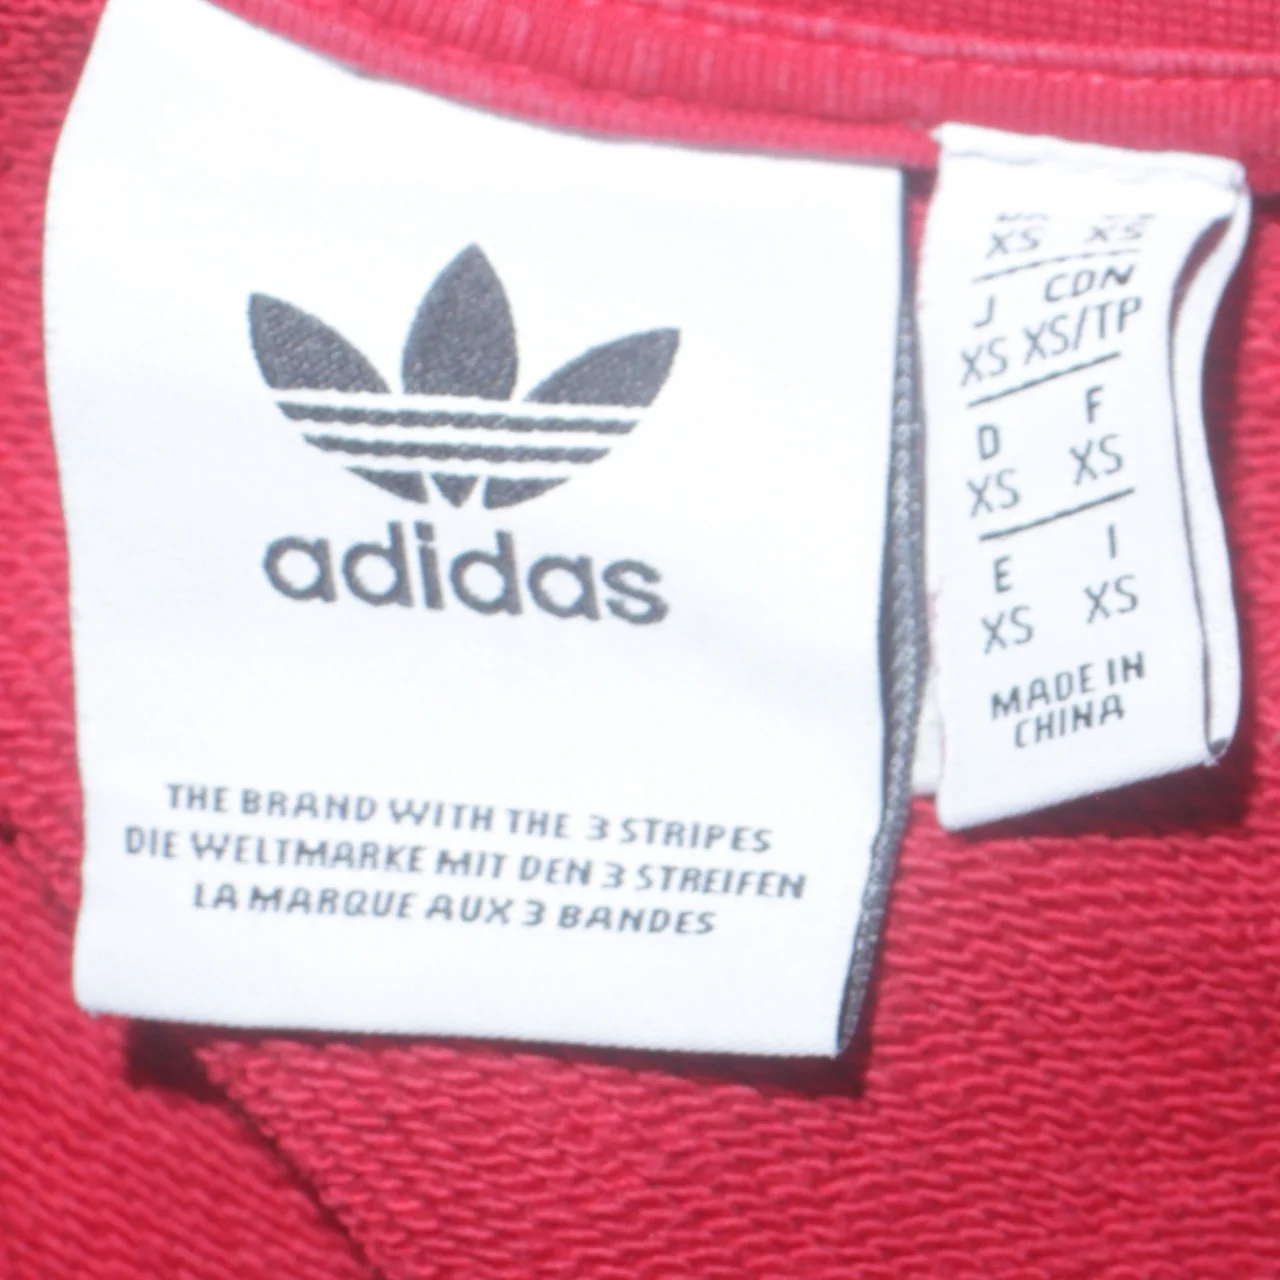 adidas
THE BRAND WITH THE 3 STRIPES
DIE WELTMARKE MIT DEN 3 STREIFEN
LA MARQUE AUX 3 BANDES
XS XS
J CDN
XS XS/TP
D F
XS XS
E I
XS XS
MADE IN
CHINA